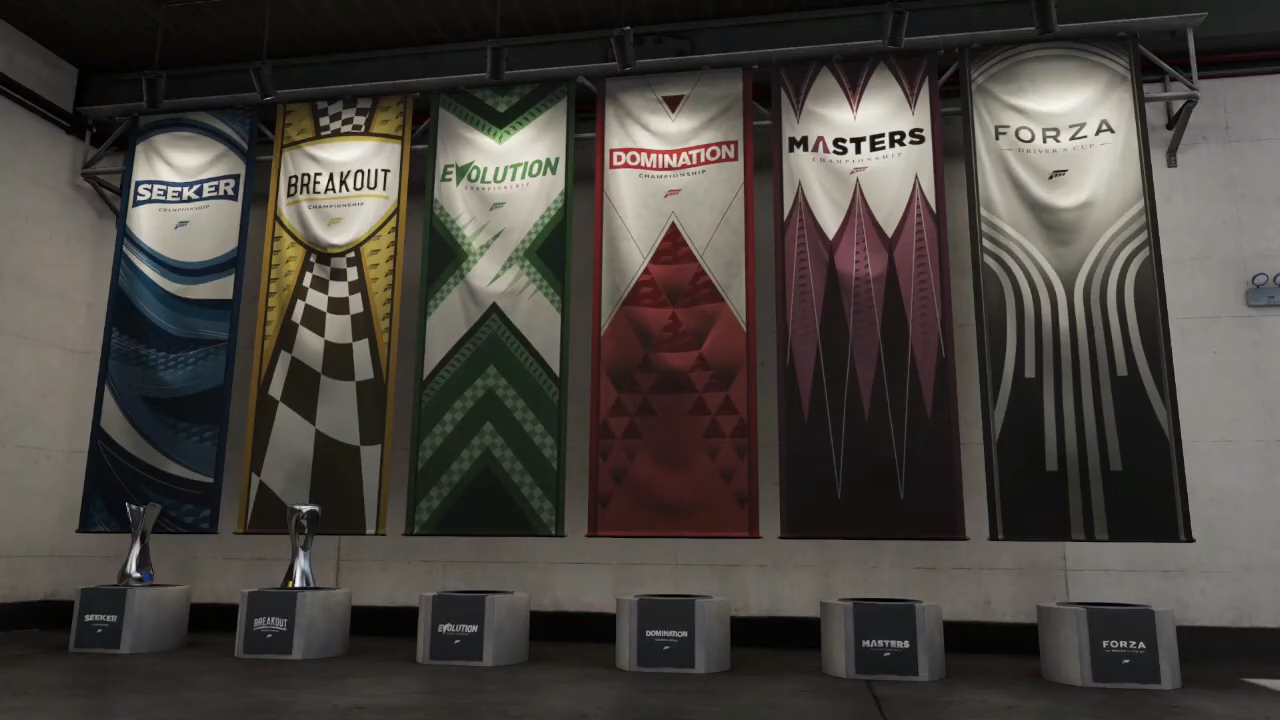 SEEKER
CHAMPIONSHIP
BREAKOUT
CHAMPIONSHIP
EVOLUTION
CHAMPIONSHIP
DOMINATION
CHAMPIONSHIP
MASTERS
CHAMPIONSHIP
FORZA
DRIVER'S CUP
SEEKER
BREAKOUT
EVOLUTION
DOMINATION
MASTERS
FORZA